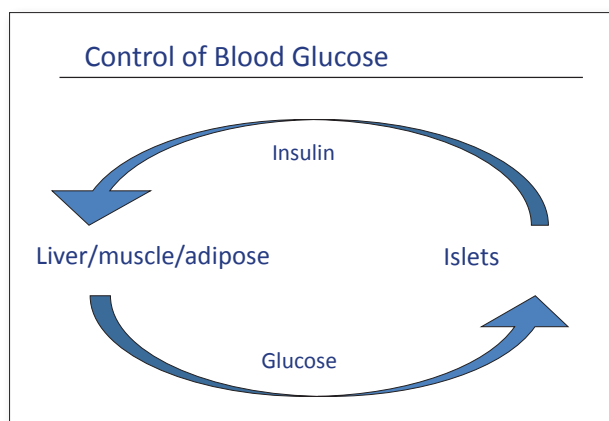 Control of Blood Glucose
Insulin
Liver/muscle/adipose
Islets
Glucose